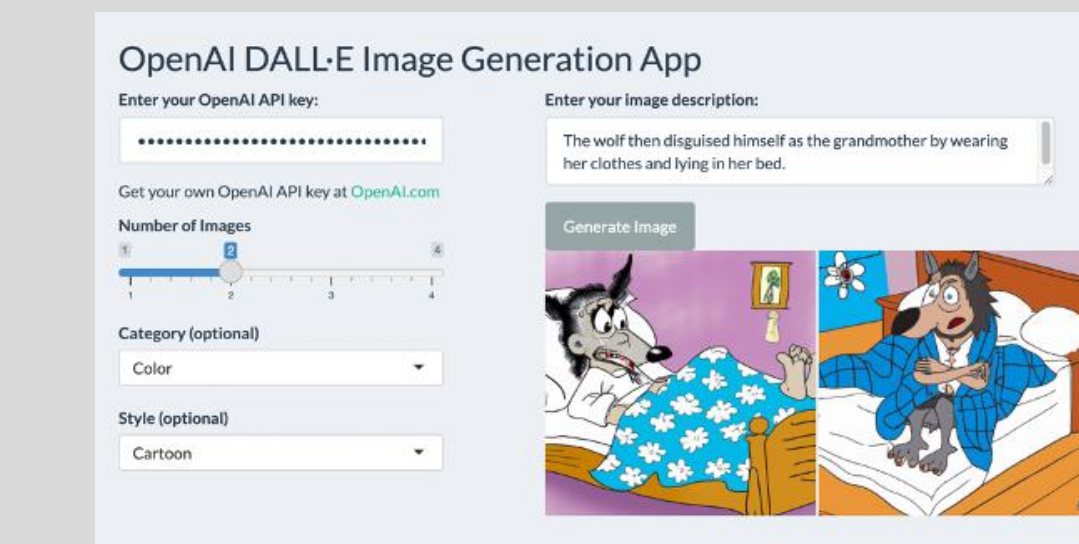 OpenAI DALL·E Image Generation App
Enter your OpenAI API key:
Get your own OpenAI API key at OpenAI.com
Number of Images
1 2 4
1 2 3 4
Category (optional)
Color
Style (optional)
Cartoon
Enter your image description:
The wolf then disguised himself as the grandmother by wearing
her clothes and lying in her bed.
Generate Image